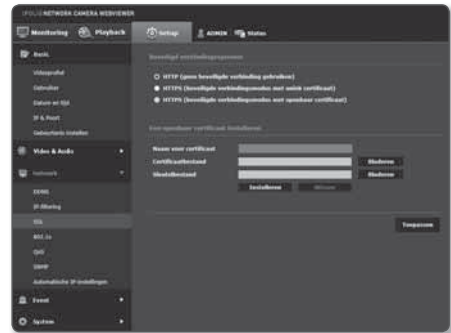 iPOLiS NETWORK CAMERA WEBVIEWER
Monitoring
Playback
Setup
ADMIN
Status
Basic
Videoprofiel
Gebruiker
Datum en tijd
IP & Poort
Video & Audio
Network
DDNS
IP-filtering
SSL
802.1x
QoS
SNMP
Automatische IP-instellingen
Event
System
Beveiligd verbindingssysteem
HTTP (geen beveiligde verbinding gebruiken)
HTTPS (beveiligde verbindingsmodus met uniek certificaat)
HTTPS (beveiligde verbindingsmodus met openbaar certificaat)
Een openbaar certificaat installeren
Naam voor certificaat
Certificaatbestand
Bladeren
Sleutelbestand
Bladeren
Installeren
Wissen
Toepassen